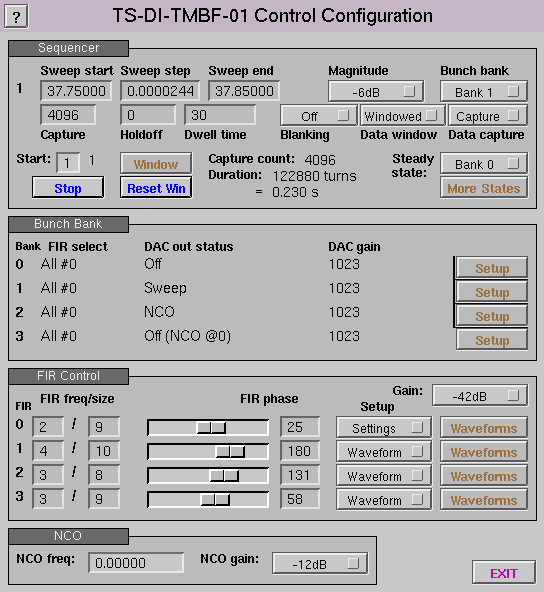 ? TS-DI-TMBF-01 Control Configuration
Sequencer
Sweep start Sweep step Sweep end Magnitude Bunch bank
1 37.75000 0.0000244 37.85000 -6dB Bank 1
4096 0 30 Off Windowed Capture
Capture Holdoff Dwell time Blanking Data window Data capture
Start: 1 1 Window Capture count: 4096 Steady state: Bank 0
Stop Reset Win Duration: 122880 turns More States
= 0.230 s
Bunch Bank
Bank FIR select DAC out status DAC gain
0 All #0 Off 1023 Setup
1 All #0 Sweep 1023 Setup
2 All #0 NCO 1023 Setup
3 All #0 Off (NCO @0) 1023 Setup
FIR Control
FIR freq/size FIR phase Gain: -42dB
FIR Setup
0 2 / 9 25 Settings Waveforms
1 4 / 10 180 Waveform Waveforms
2 3 / 8 131 Waveform Waveforms
3 3 / 9 58 Waveform Waveforms
NCO
NCO freq: 0.00000 NCO gain: -12dB
EXIT